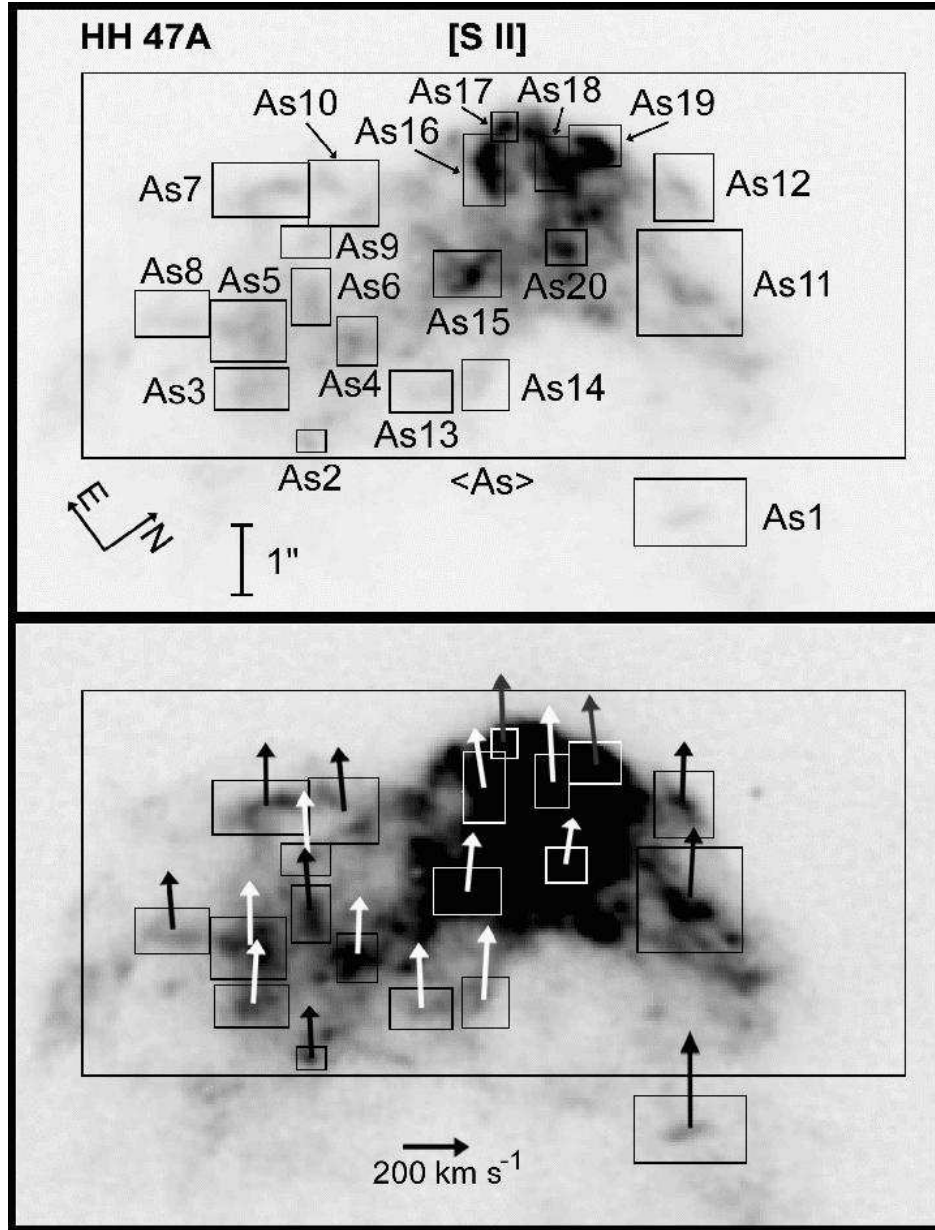 HH 47A [S II]
As17 As18
As10 As19
As16
As7 As12
As9
As8 As5 As6 As20 As11
As15
As3 As4 As14
As13
As2 <As>
As1
E
N
1"
200 km s⁻¹